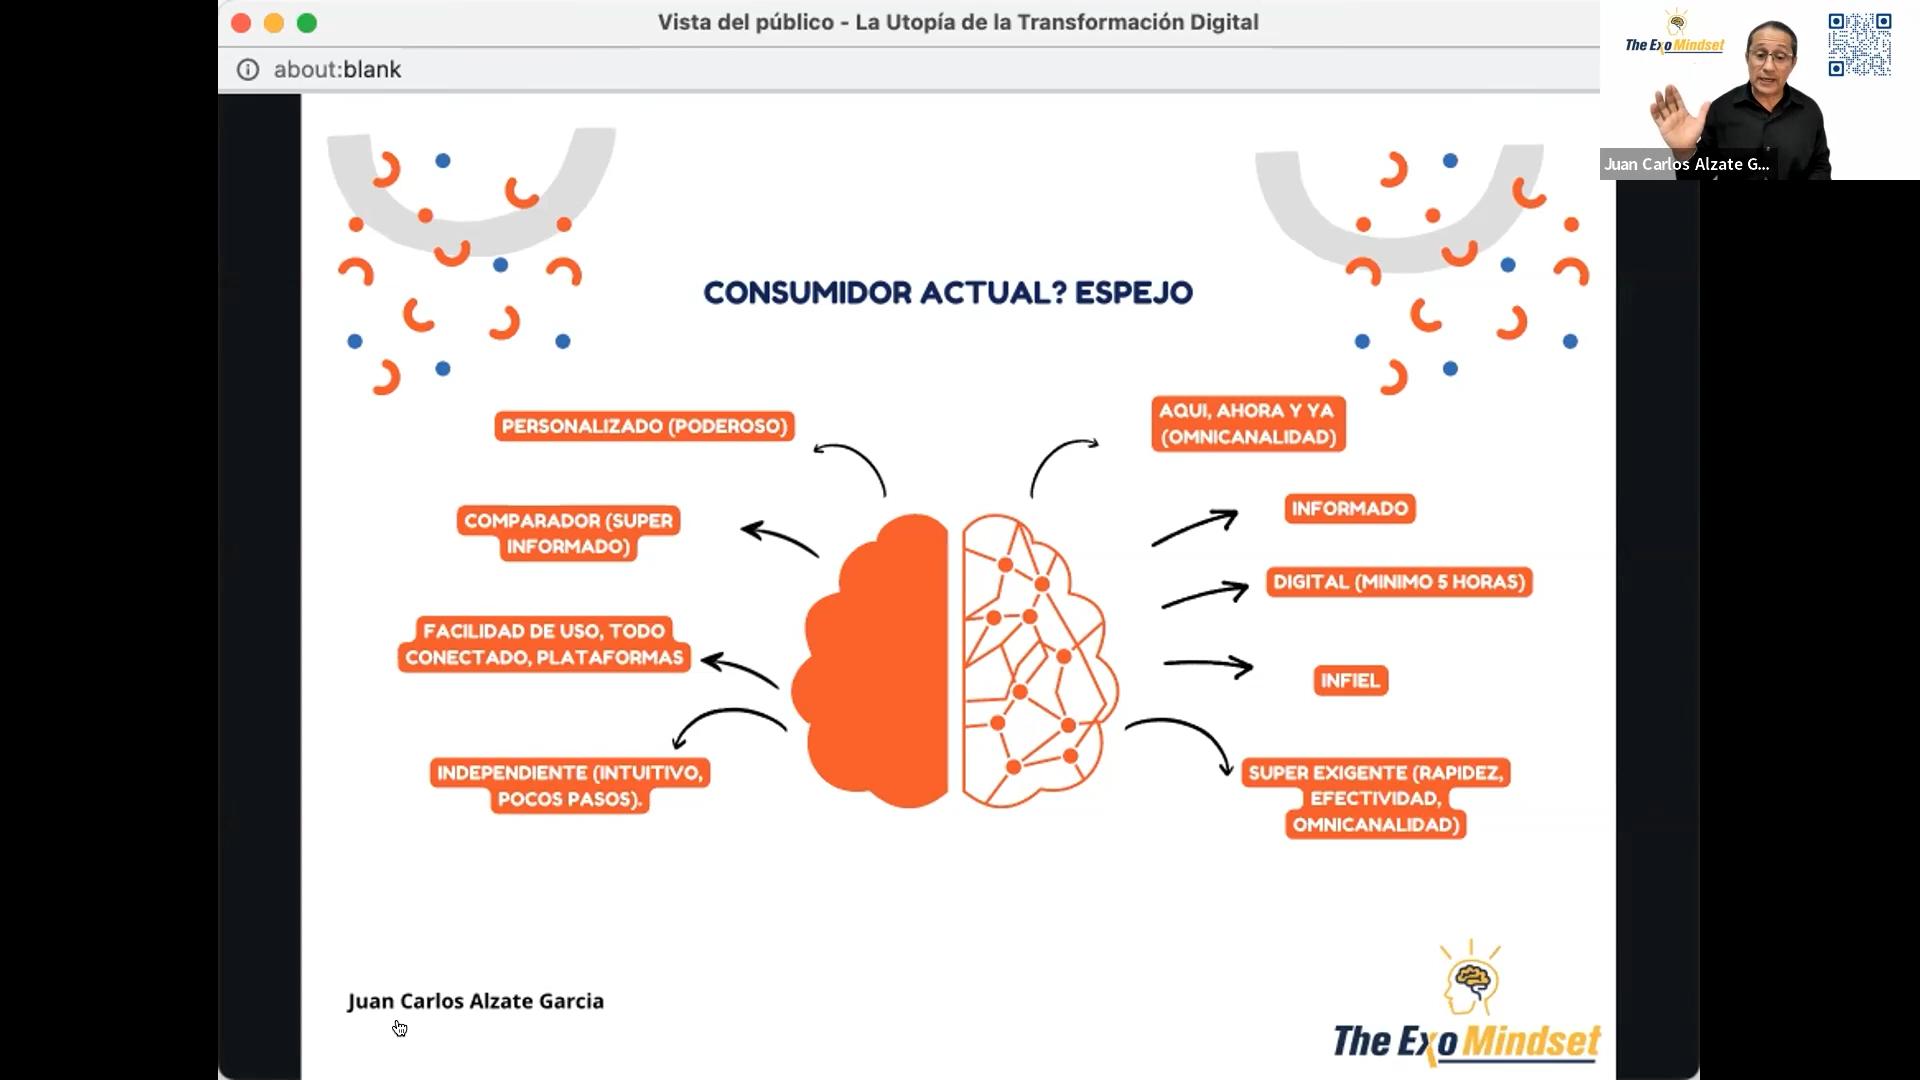 Vista del público - La Utopía de la Transformación Digital
about:blank
The Exo Mindset
Juan Carlos Alzate G...
CONSUMIDOR ACTUAL? ESPEJO
PERSONALIZADO (PODEROSO)
COMPARADOR (SUPER
INFORMADO)
FACILIDAD DE USO, TODO
CONECTADO, PLATAFORMAS
INDEPENDIENTE (INTUITIVO,
POCOS PASOS).
AQUI, AHORA Y YA
(OMNICANALIDAD)
INFORMADO
DIGITAL (MINIMO 5 HORAS)
INFIEL
SUPER EXIGENTE (RAPIDEZ,
EFECTIVIDAD,
OMNICANALIDAD)
Juan Carlos Alzate Garcia
The Exo Mindset